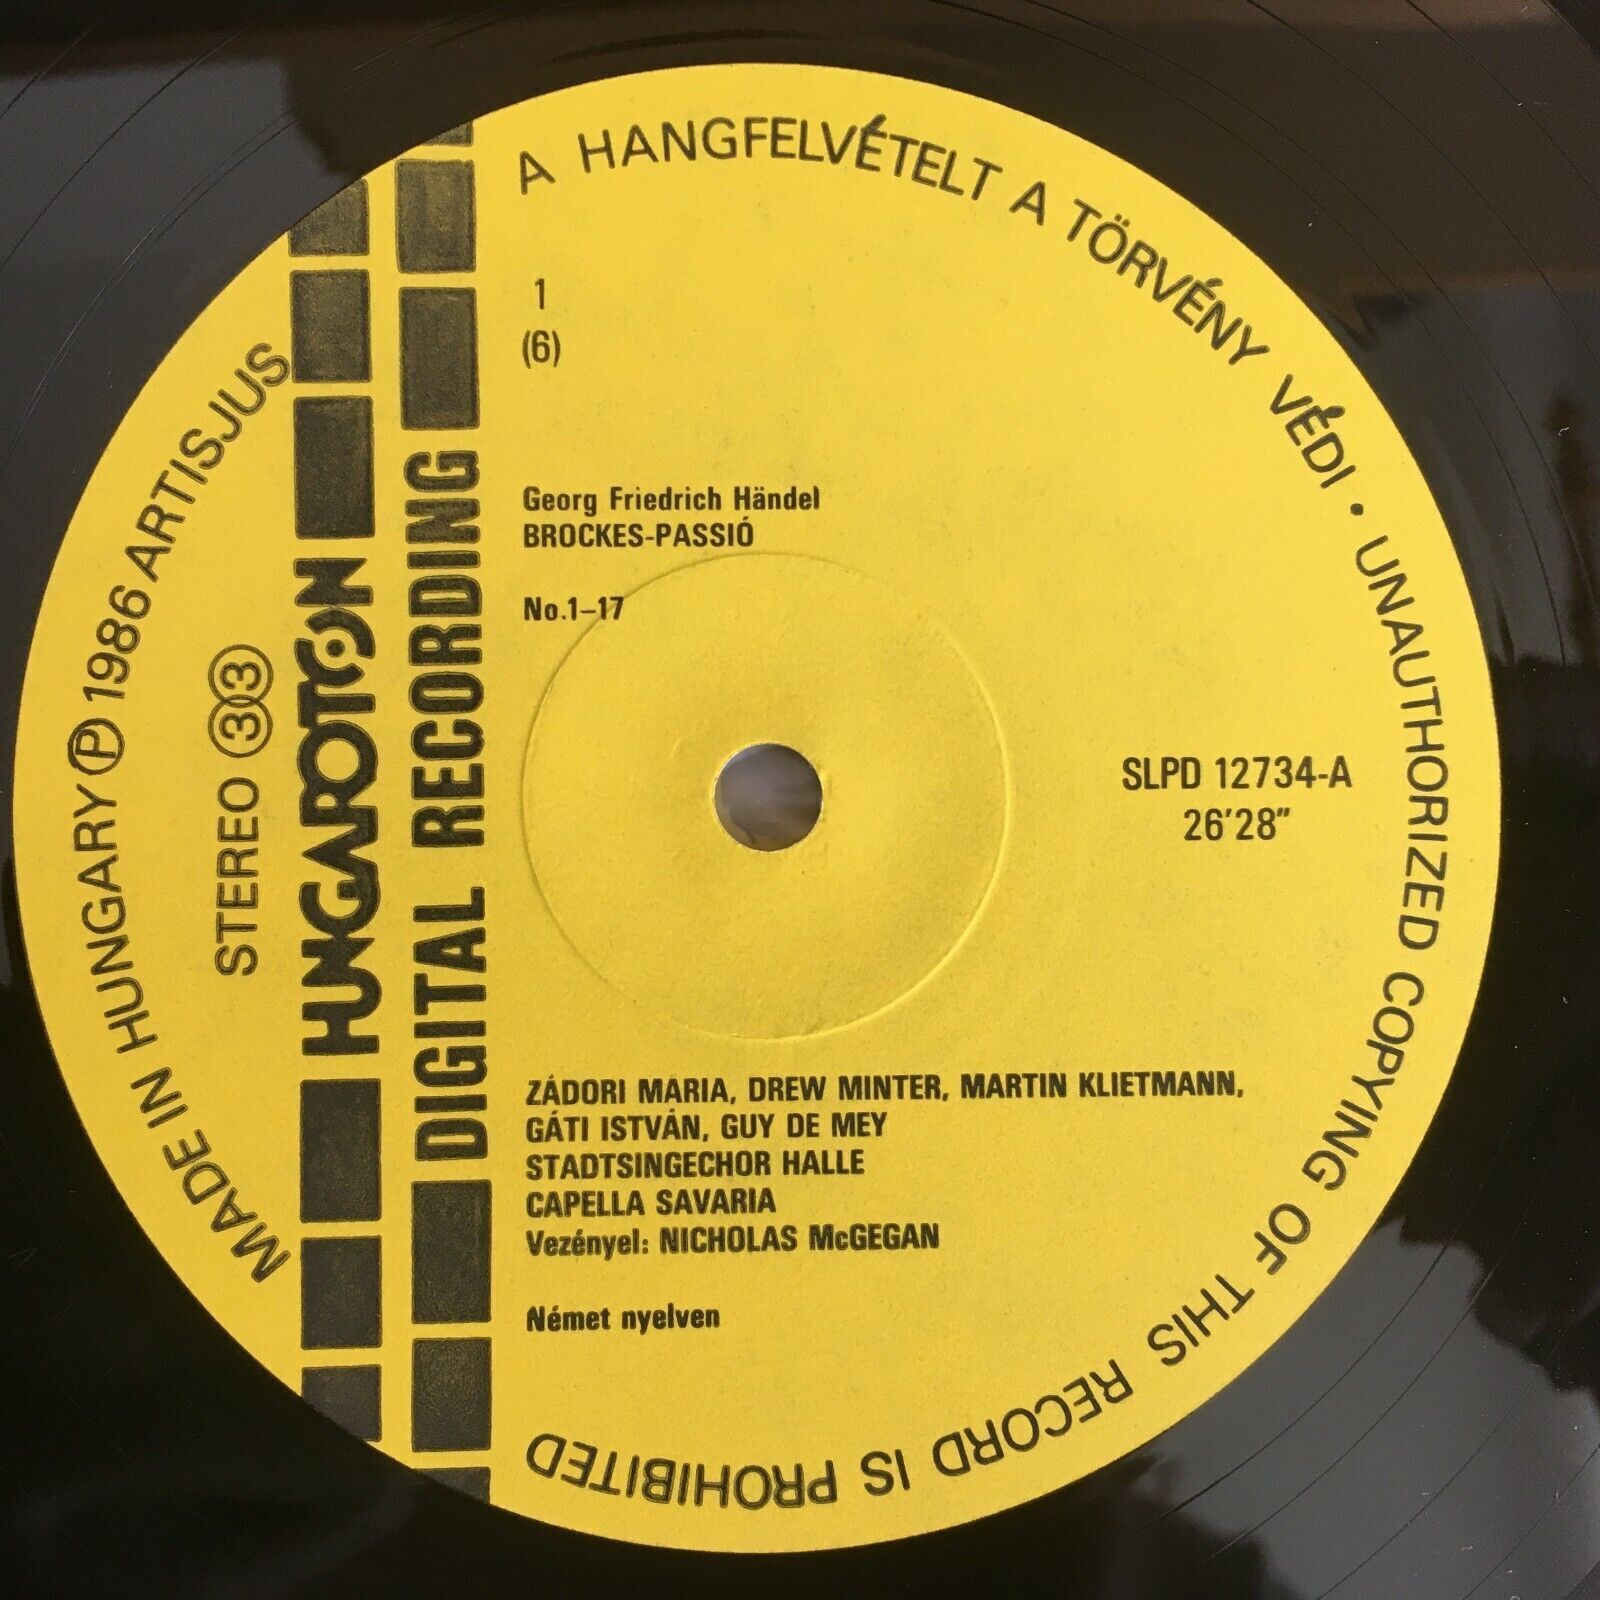 A HANGFELVÉTELT A TÖRVÉNY VÉDI • UNAUTHORIZED COPYING OF THIS RECORD IS PROHIBITED
MADE IN HUNGARY Ⓟ 1986 ARTISJUS
STEREO 33
HUNGAROTON
DIGITAL RECORDING
1
(6)
Georg Friedrich Händel
BROCKES-PASSIÓ
No.1–17
SLPD 12734-A
26'28"
ZÁDORI MÁRIA, DREW MINTER, MARTIN KLIETMANN,
GÁTI ISTVÁN, GUY DE MEY
STADTSINGECHOR HALLE
CAPELLA SAVARIA
Vezényel: NICHOLAS McGEGAN
Német nyelven